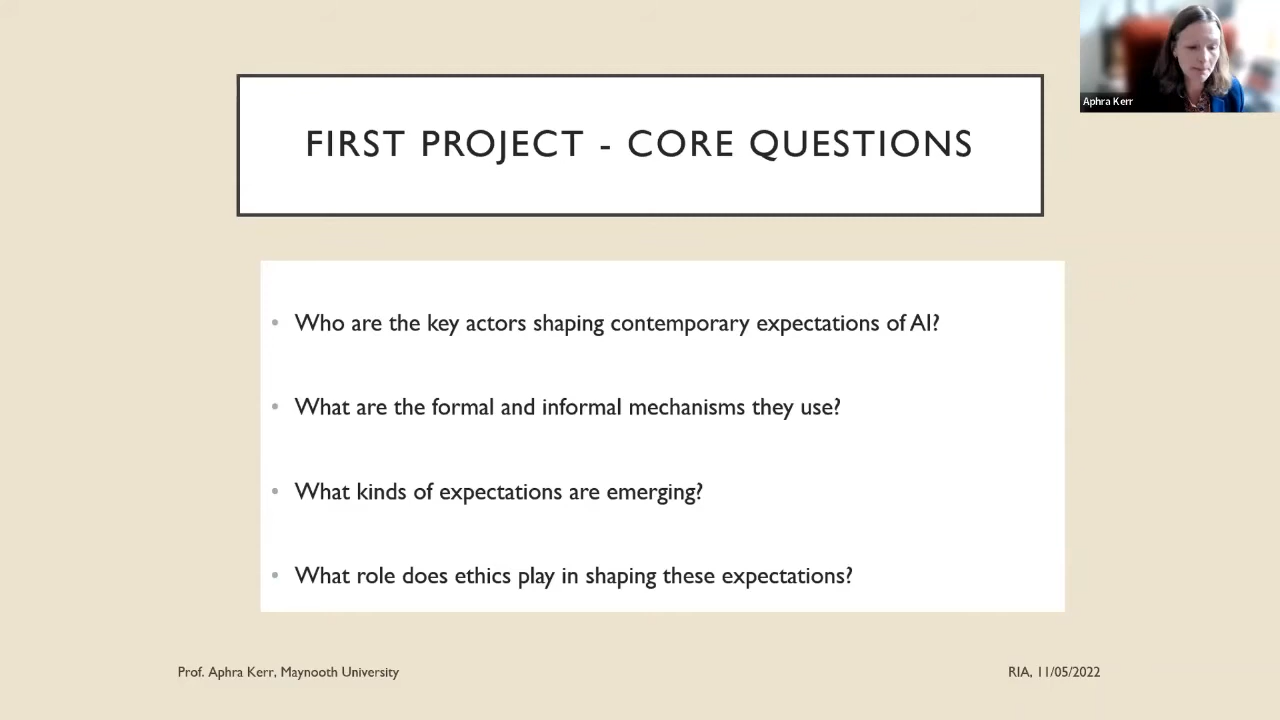 Aphra Kerr
FIRST PROJECT - CORE QUESTIONS
• Who are the key actors shaping contemporary expectations of AI?
• What are the formal and informal mechanisms they use?
• What kinds of expectations are emerging?
• What role does ethics play in shaping these expectations?
Prof. Aphra Kerr, Maynooth University
RIA, 11/05/2022